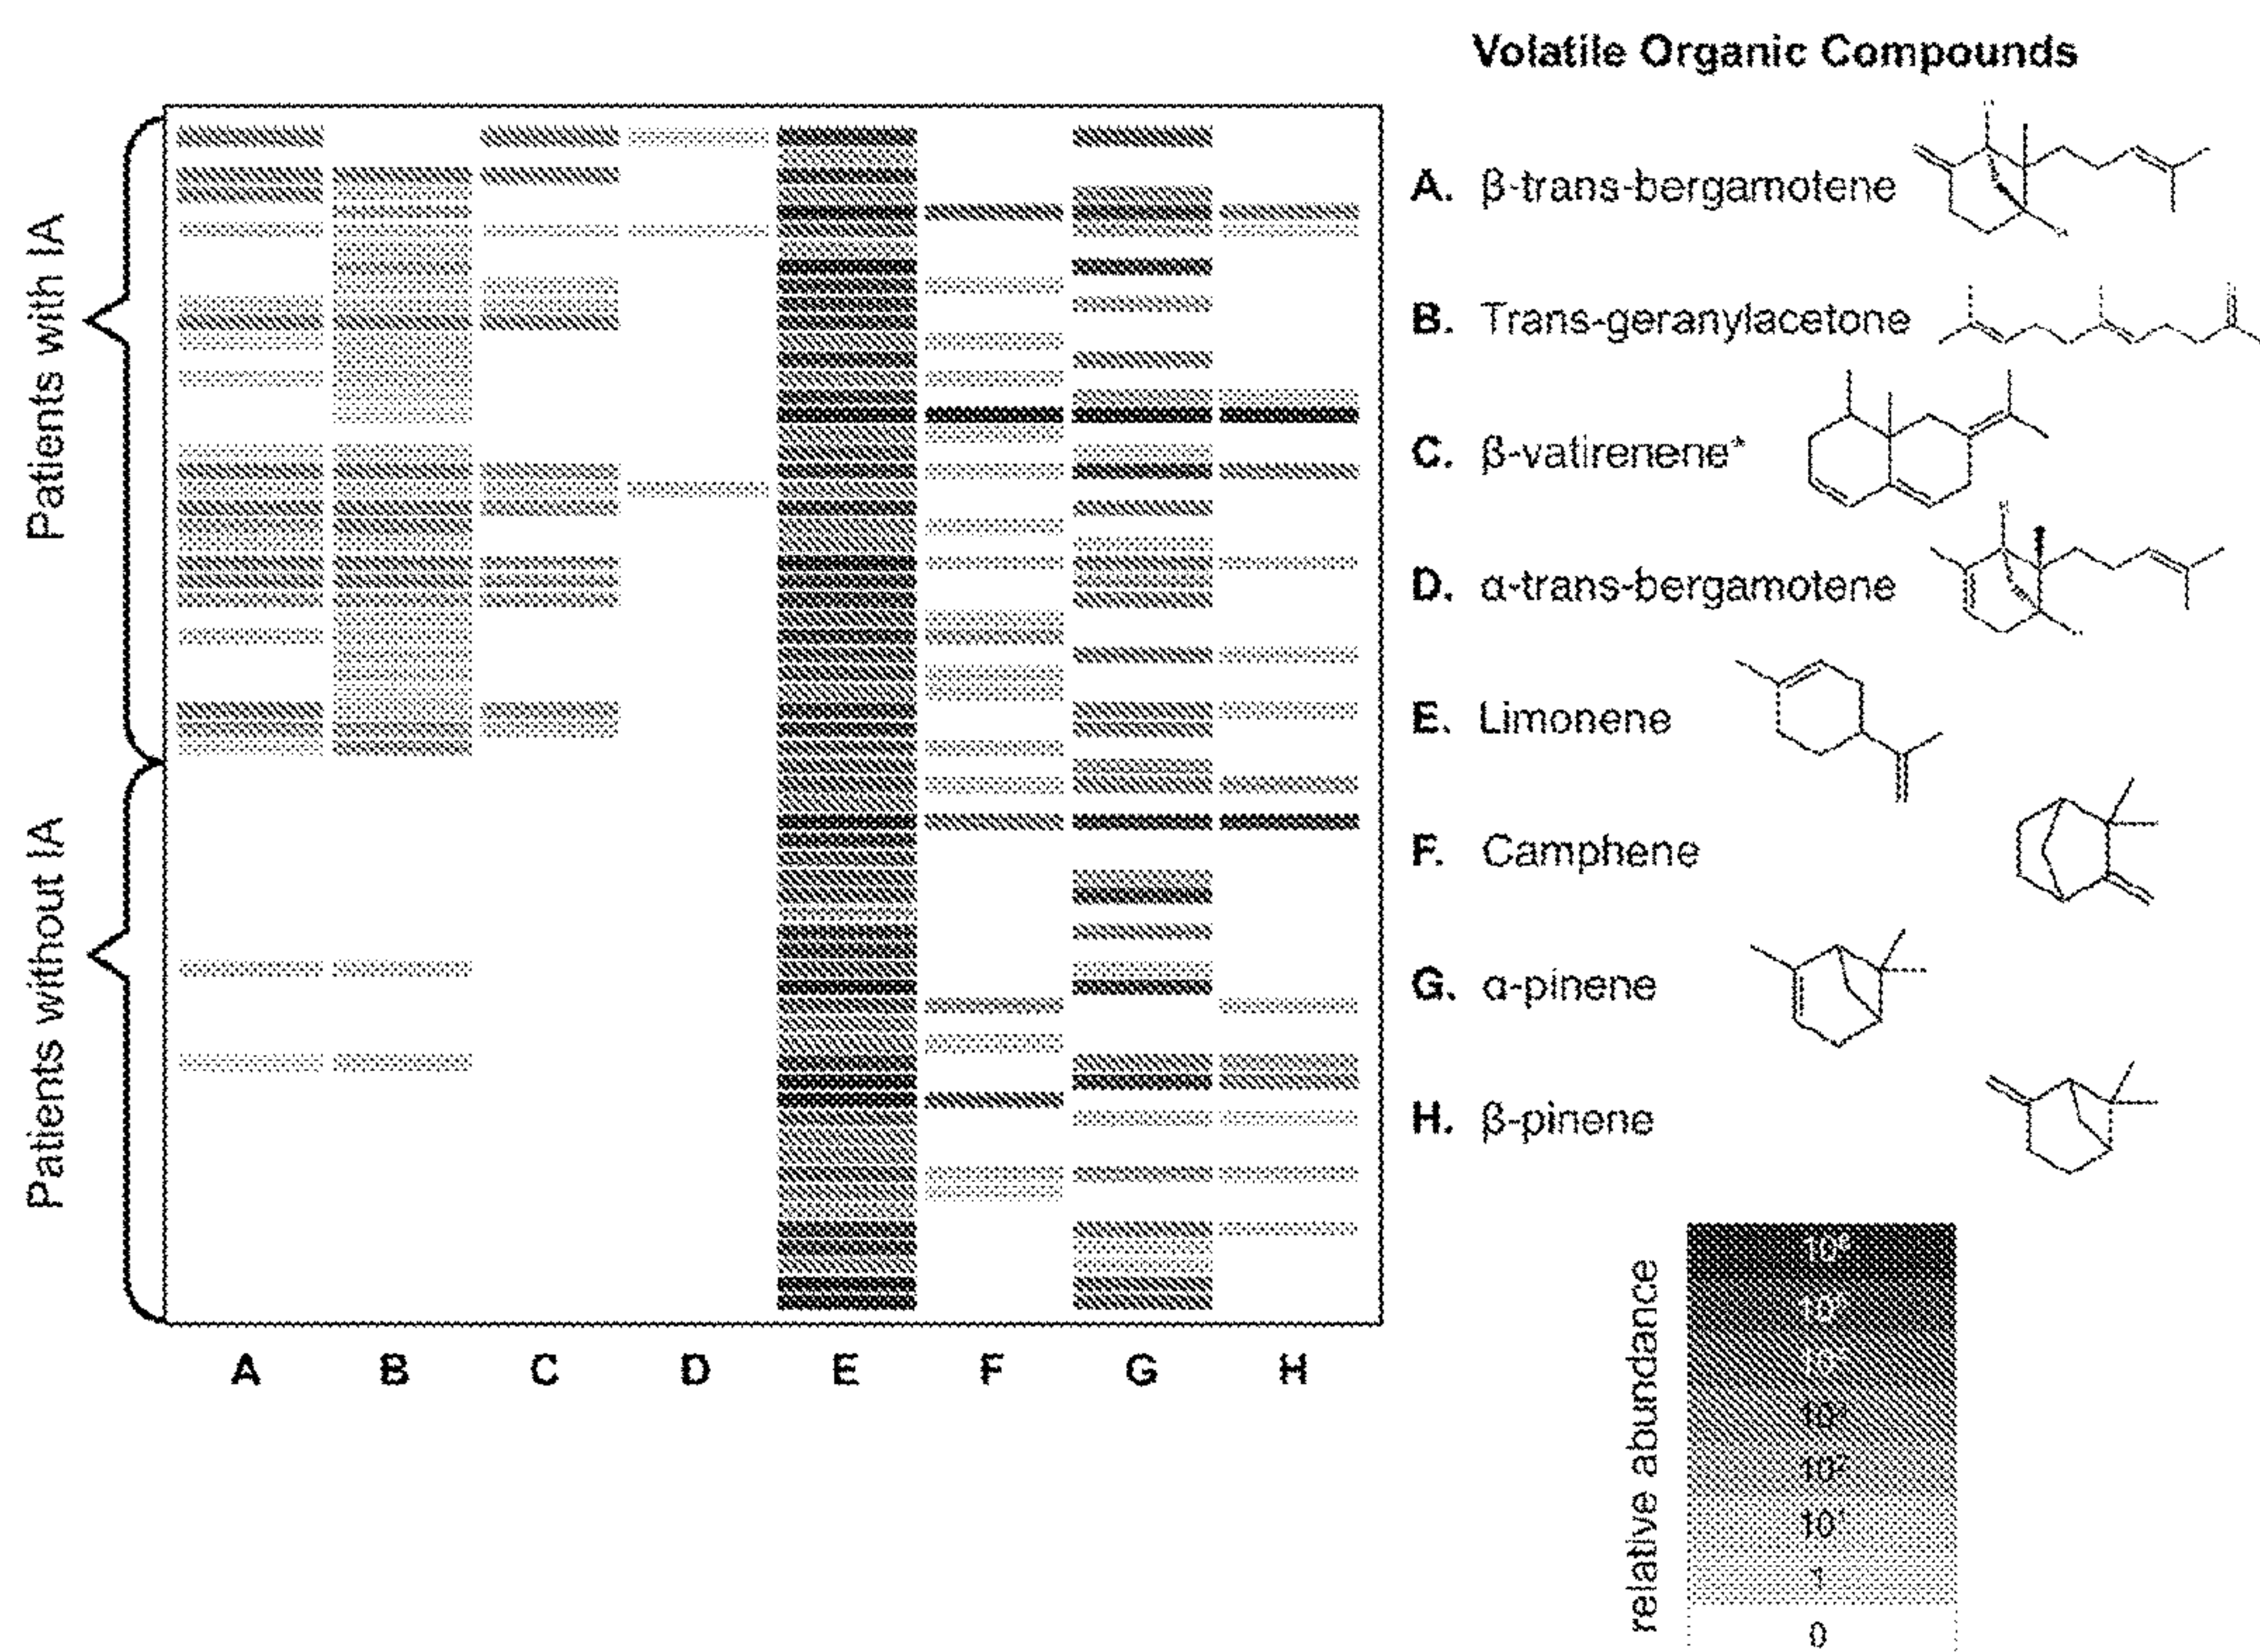 Volatile Organic Compounds
Patients with IA
Patients without IA
A. β-trans-bergamotene
B. Trans-geranylacetone
C. β-vatirenene*
D. α-trans-bergamotene
E. Limonene
F. Camphene
G. α-pinene
H. β-pinene
A B C D E F G H
relative abundance
10²
10¹
1
0